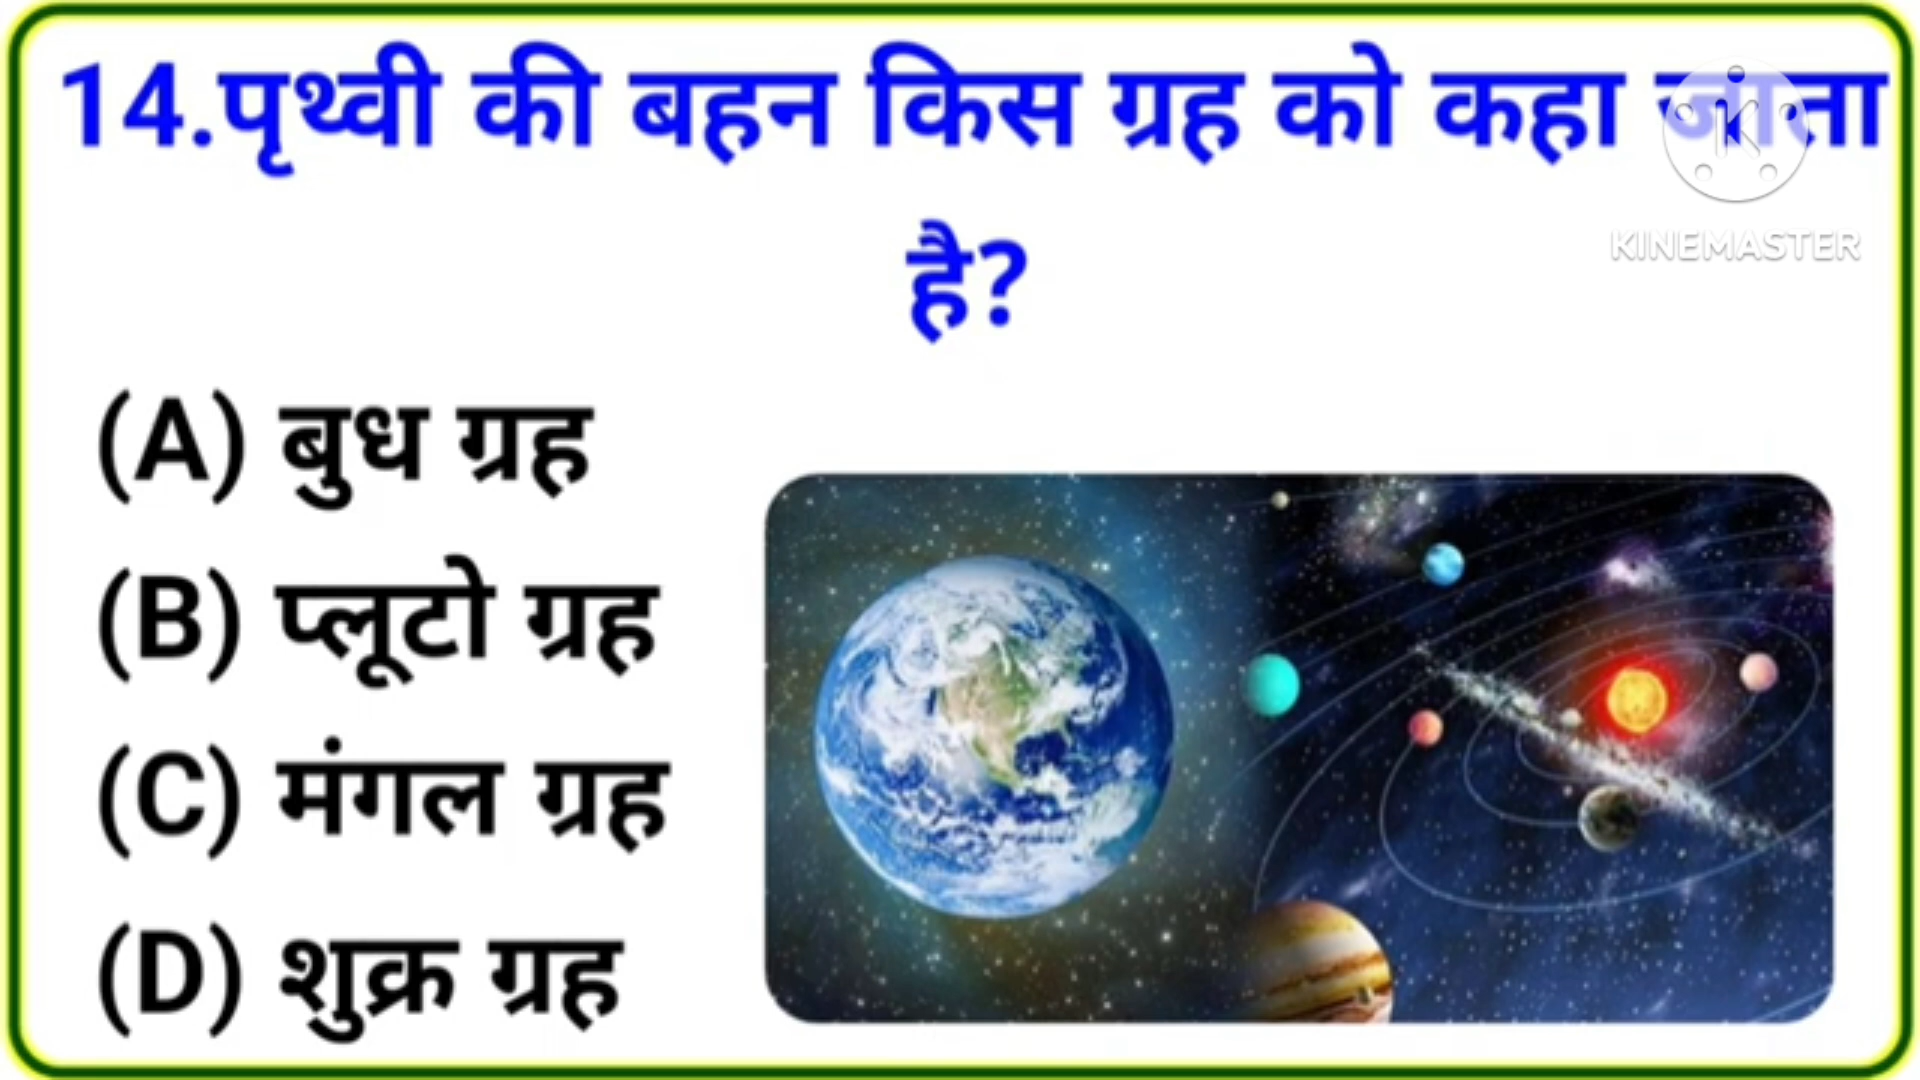 14.पृथ्वी की बहन किस ग्रह को कहा जाता
है?
KINEMASTER
(A) बुध ग्रह
(B) प्लूटो ग्रह
(C) मंगल ग्रह
(D) शुक्र ग्रह